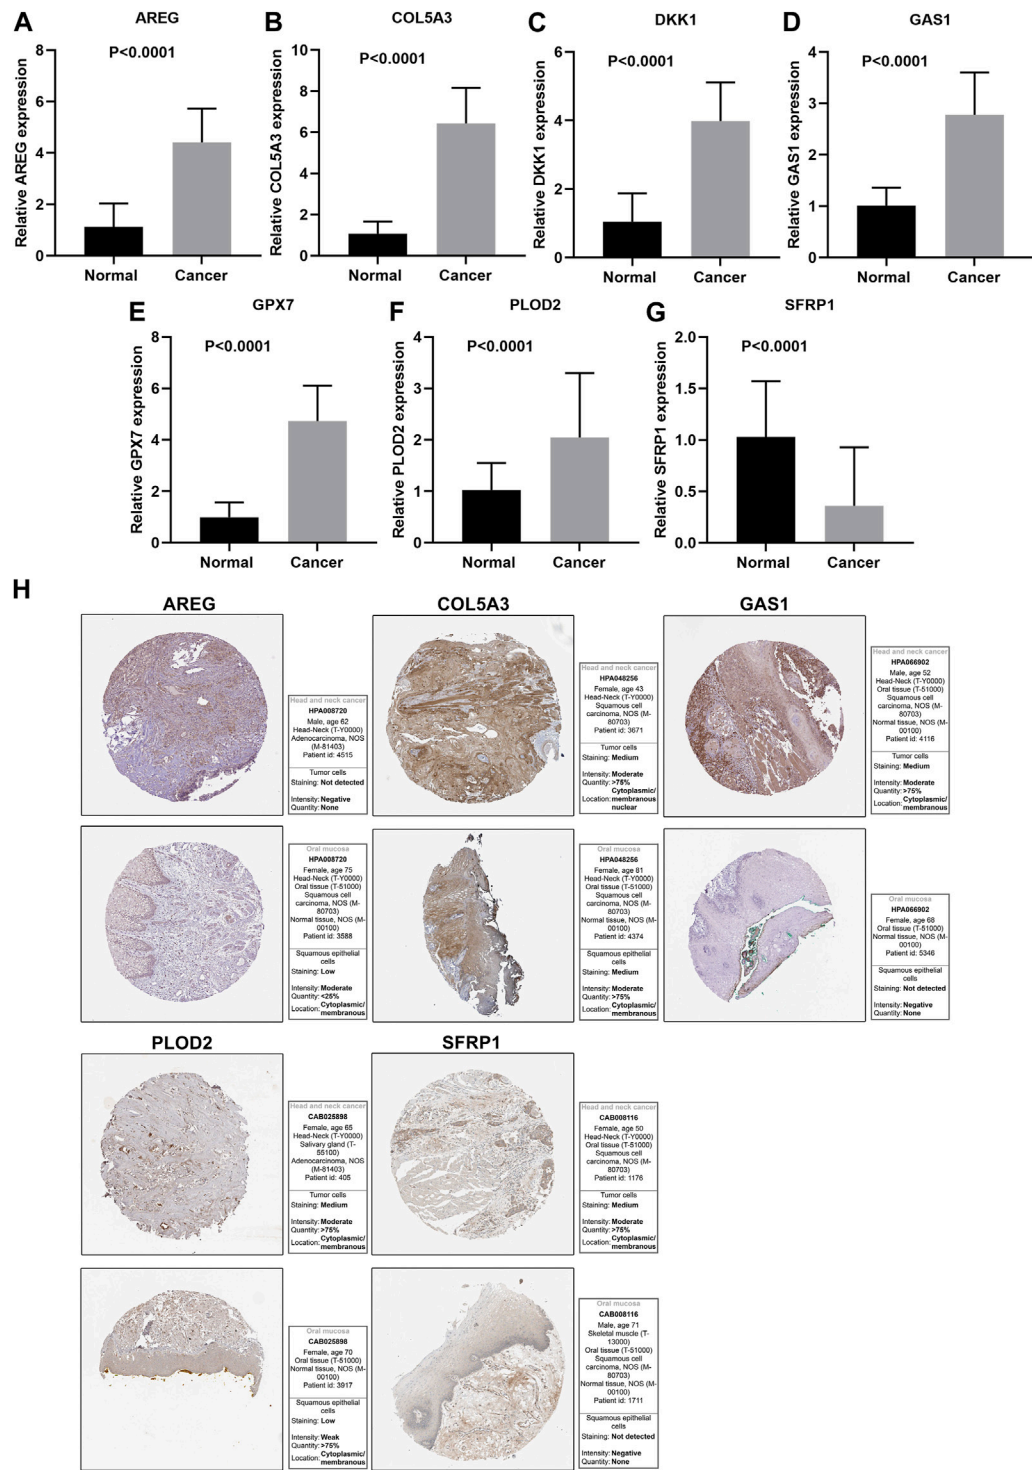 A
AREG
P<0.0001
Relative AREG expression
8
6
4
2
0
Normal Cancer
B
COL5A3
P<0.0001
Relative COL5A3 expression
10
8
6
4
2
0
Normal Cancer
C
DKK1
P<0.0001
Relative DKK1 expression
6
4
2
0
Normal Cancer
D
GAS1
P<0.0001
Relative GAS1 expression
4
3
2
1
0
Normal Cancer
E
GPX7
P<0.0001
Relative GPX7 expression
8
6
4
2
0
Normal Cancer
F
PLOD2
P<0.0001
Relative PLOD2 expression
4
3
2
1
0
Normal Cancer
G
SFRP1
P<0.0001
Relative SFRP1 expression
2.0
1.5
1.0
0.5
0.0
Normal Cancer
H
AREG
Head and neck cancer
HPA008720
Male, age 62
Head-Neck (T-Y0000)
Adenocarcinoma, NOS
(M-81403)
Patient id: 4515
Tumor cells
Staining: Not detected
Intensity: Negative
Quantity: None
COL5A3
Head and neck cancer
HPA048256
Female, age 43
Head-Neck (T-Y0000)
Squamous cell
carcinoma, NOS (M-
80703)
Patient id: 3671
Tumor cells
Staining: Medium
Intensity: Moderate
Quantity: >75%
Location: Cytoplasmic/
membranous
nuclear
GAS1
Head and neck cancer
HPA066902
Male, age 52
Head-Neck (T-Y0000)
Oral tissue (T-51000)
Squamous cell
carcinoma, NOS (M-
80703)
Normal tissue, NOS (M-
00100)
Patient id: 4116
Tumor cells
Staining: Medium
Intensity: Moderate
Quantity: >75%
Location: Cytoplasmic/
membranous
Oral mucosa
HPA008720
Female, age 75
Head-Neck (T-Y0000)
Oral tissue (T-51000)
Squamous cell
carcinoma, NOS (M-
80703)
Normal tissue, NOS (M-
00100)
Patient id: 3588
Squamous epithelial
cells
Staining: Low
Intensity: Moderate
Quantity: <25%
Location: Cytoplasmic/
membranous
Oral mucosa
HPA048256
Female, age 81
Head-Neck (T-Y0000)
Oral tissue (T-51000)
Squamous cell
carcinoma, NOS (M-
80703)
Normal tissue, NOS (M-
00100)
Patient id: 4374
Squamous epithelial
cells
Staining: Medium
Intensity: Moderate
Quantity: >75%
Location: Cytoplasmic/
membranous
Oral mucosa
HPA066902
Female, age 68
Oral tissue (T-51000)
Normal tissue, NOS (M-
00100)
Patient id: 5346
Squamous epithelial
cells
Staining: Not detected
Intensity: Negative
Quantity: None
PLOD2
Head and neck cancer
CAB025898
Female, age 65
Head-Neck (T-Y0000)
Salivary gland (T-
55100)
Adenocarcinoma, NOS
(M-81403)
Patient id: 405
Tumor cells
Staining: Medium
Intensity: Moderate
Quantity: >75%
Location: Cytoplasmic/
membranous
SFRP1
Head and neck cancer
CAB008116
Female, age 50
Head-Neck (T-Y0000)
Oral tissue (T-51000)
Squamous cell
carcinoma, NOS (M-
80703)
Patient id: 1176
Tumor cells
Staining: Medium
Intensity: Moderate
Quantity: >75%
Location: Cytoplasmic/
membranous
Oral mucosa
CAB025898
Female, age 70
Oral tissue (T-51000)
Normal tissue, NOS (M-
00100)
Patient id: 3917
Squamous epithelial
cells
Staining: Low
Intensity: Weak
Quantity: >75%
Location: Cytoplasmic/
membranous
Oral mucosa
CAB008116
Male, age 71
Skeletal muscle (T-
13000)
Oral tissue (T-51000)
Squamous cell
carcinoma, NOS (M-
80703)
Normal tissue, NOS (M-
00100)
Patient id: 1711
Squamous epithelial
cells
Staining: Not detected
Intensity: Negative
Quantity: None